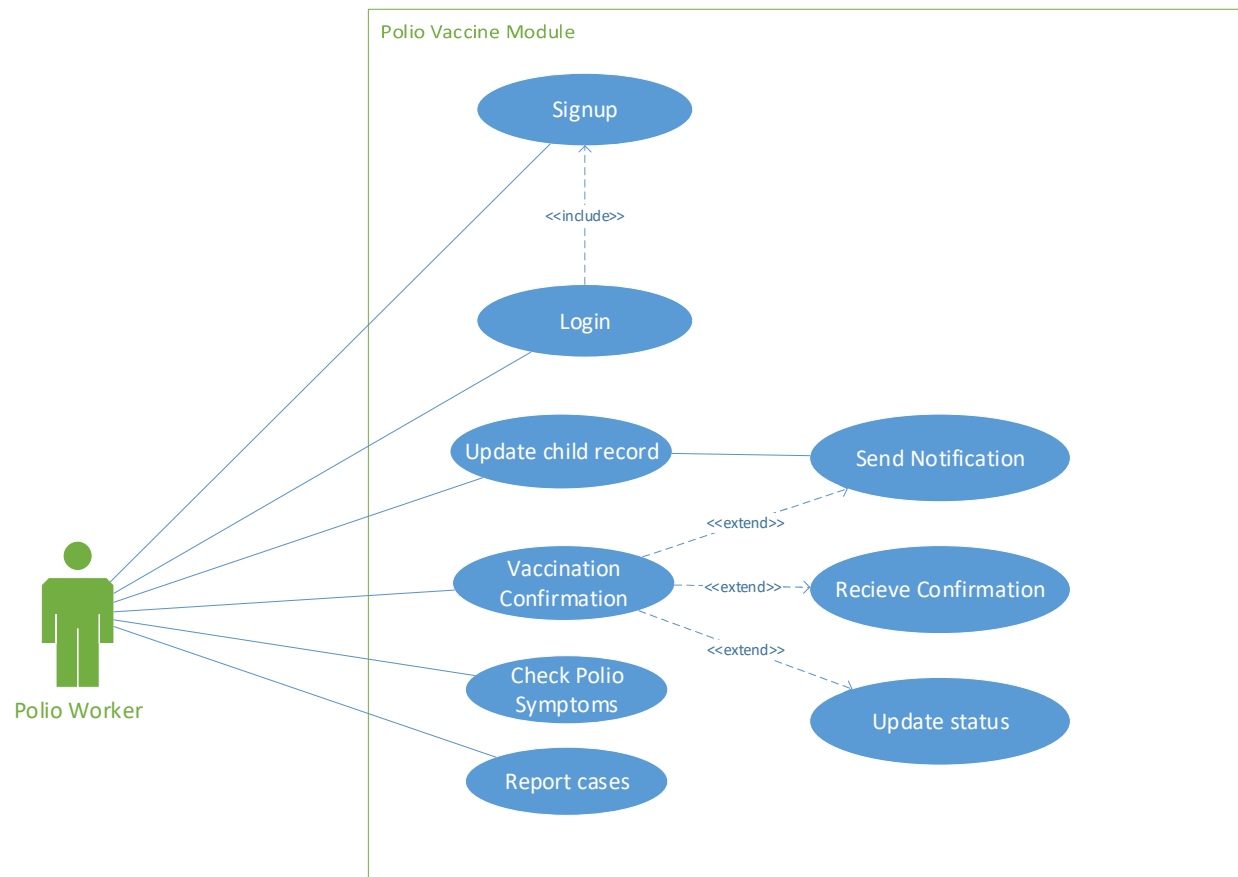 Polio Vaccine Module
Signup
<<include>>
Login
Update child record
Send Notification
<<extend>>
Vaccination
Confirmation
<<extend>>
Recieve Confirmation
<<extend>>
Check Polio
Symptoms
Update status
Polio Worker
Report cases